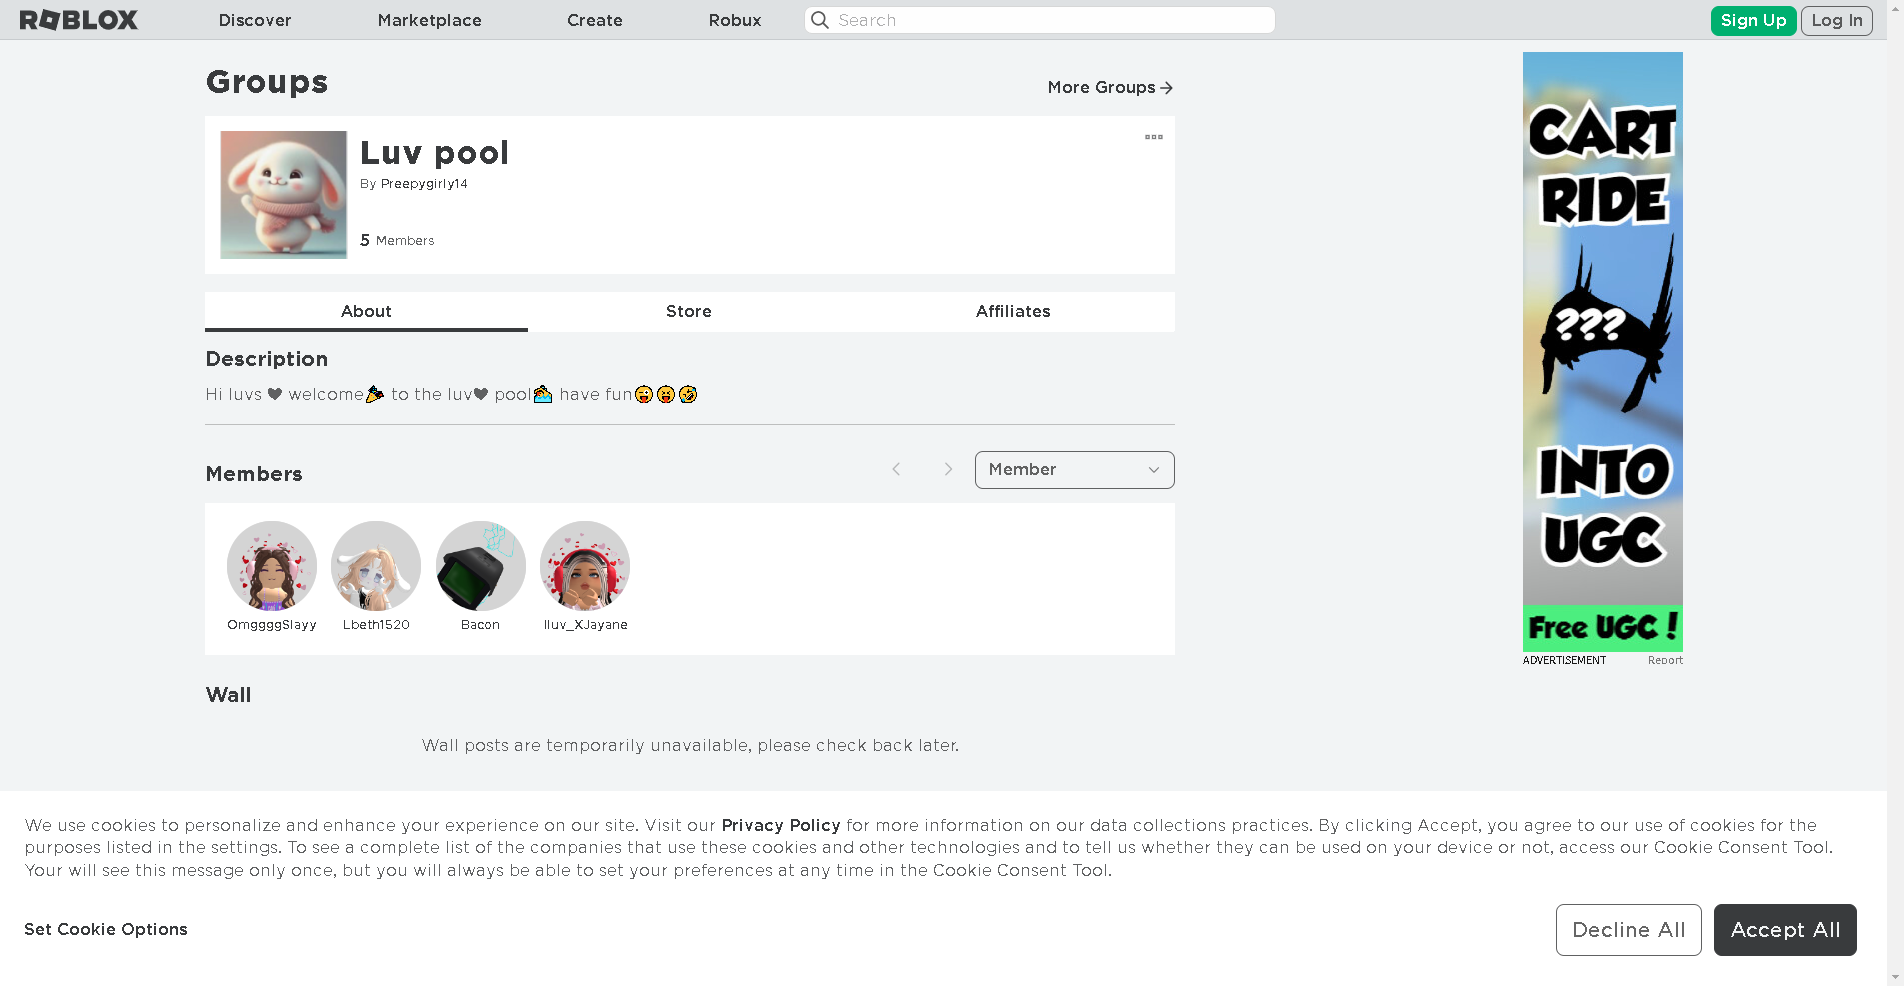 ROBLOX Discover Marketplace Create Robux Search Sign Up Log In
Groups
More Groups
Luv pool
By Preepygirly14
5 Members
About Store Affiliates
Description
Hi luvs ♥ welcome🎉 to the luv♥ pool🏊 have fun😜😝🤣
Members
Member
OmggggSlayy Lbeth1520 Bacon Iluv_XJayane
Wall
Wall posts are temporarily unavailable, please check back later.
CART
RIDE
???
INTO
UGC
Free UGC !
ADVERTISEMENT Report
We use cookies to personalize and enhance your experience on our site. Visit our Privacy Policy for more information on our data collections practices. By clicking Accept, you agree to our use of cookies for the
purposes listed in the settings. To see a complete list of the companies that use these cookies and other technologies and to tell us whether they can be used on your device or not, access our Cookie Consent Tool.
Your will see this message only once, but you will always be able to set your preferences at any time in the Cookie Consent Tool.
Set Cookie Options
Decline All
Accept All